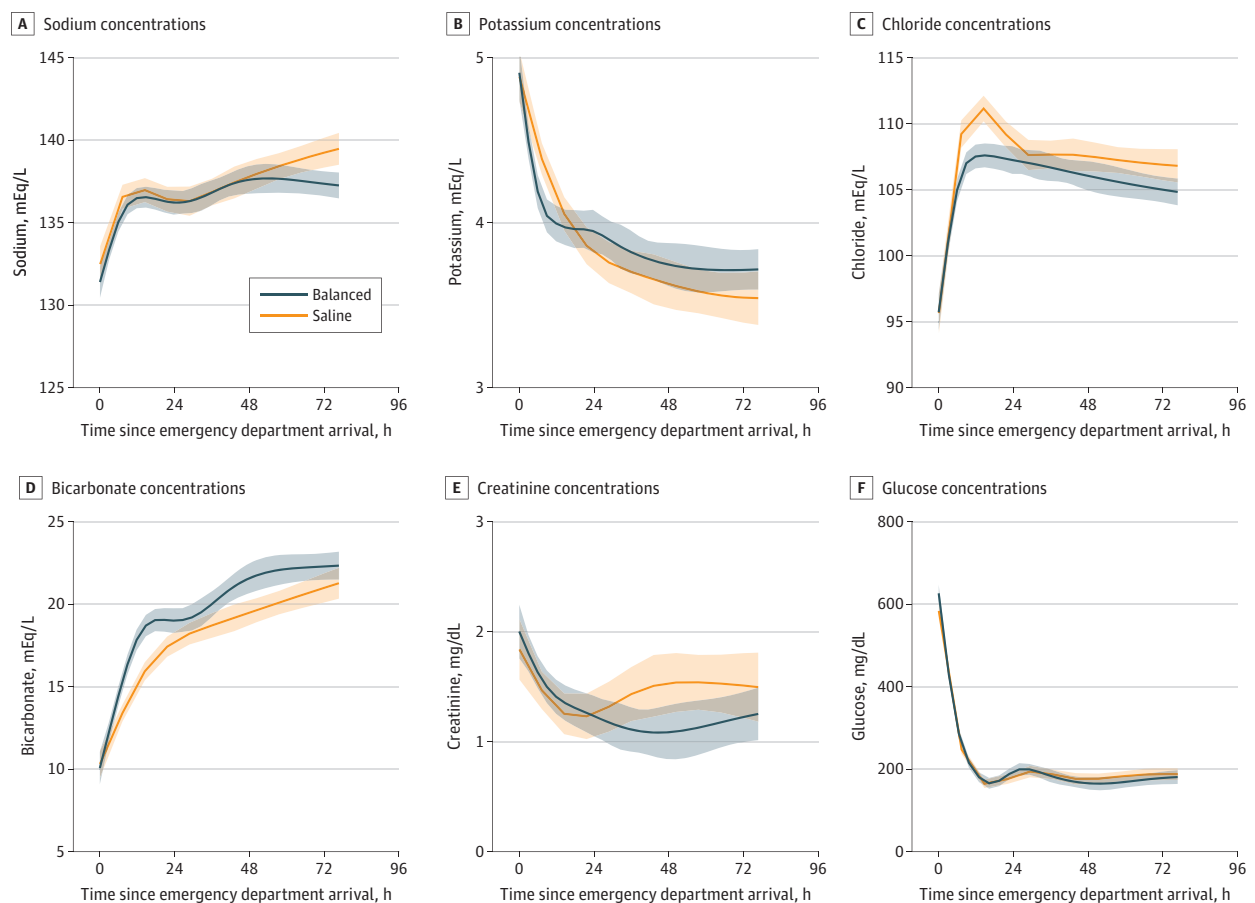 A Sodium concentrations
145
140
135
130
125
Sodium, mEq/L
Balanced
Saline
0 24 48 72 96
Time since emergency department arrival, h
B Potassium concentrations
5
4
3
Potassium, mEq/L
0 24 48 72 96
Time since emergency department arrival, h
C Chloride concentrations
115
110
105
100
95
90
Chloride, mEq/L
0 24 48 72 96
Time since emergency department arrival, h
D Bicarbonate concentrations
25
20
15
10
5
Bicarbonate, mEq/L
0 24 48 72 96
Time since emergency department arrival, h
E Creatinine concentrations
3
2
1
0
Creatinine, mg/dL
0 24 48 72 96
Time since emergency department arrival, h
F Glucose concentrations
800
600
400
200
0
Glucose, mg/dL
0 24 48 72 96
Time since emergency department arrival, h